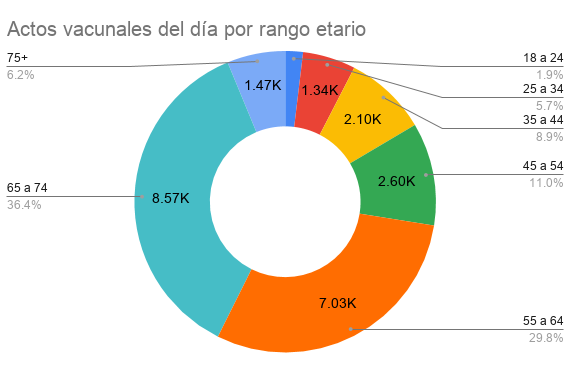 Actos vacunales del día por rango etario
75+
6.2%
18 a 24
1.9%
25 a 34
5.7%
35 a 44
8.9%
45 a 54
11.0%
55 a 64
29.8%
65 a 74
36.4%
1.47K
1.34K
2.10K
2.60K
7.03K
8.57K